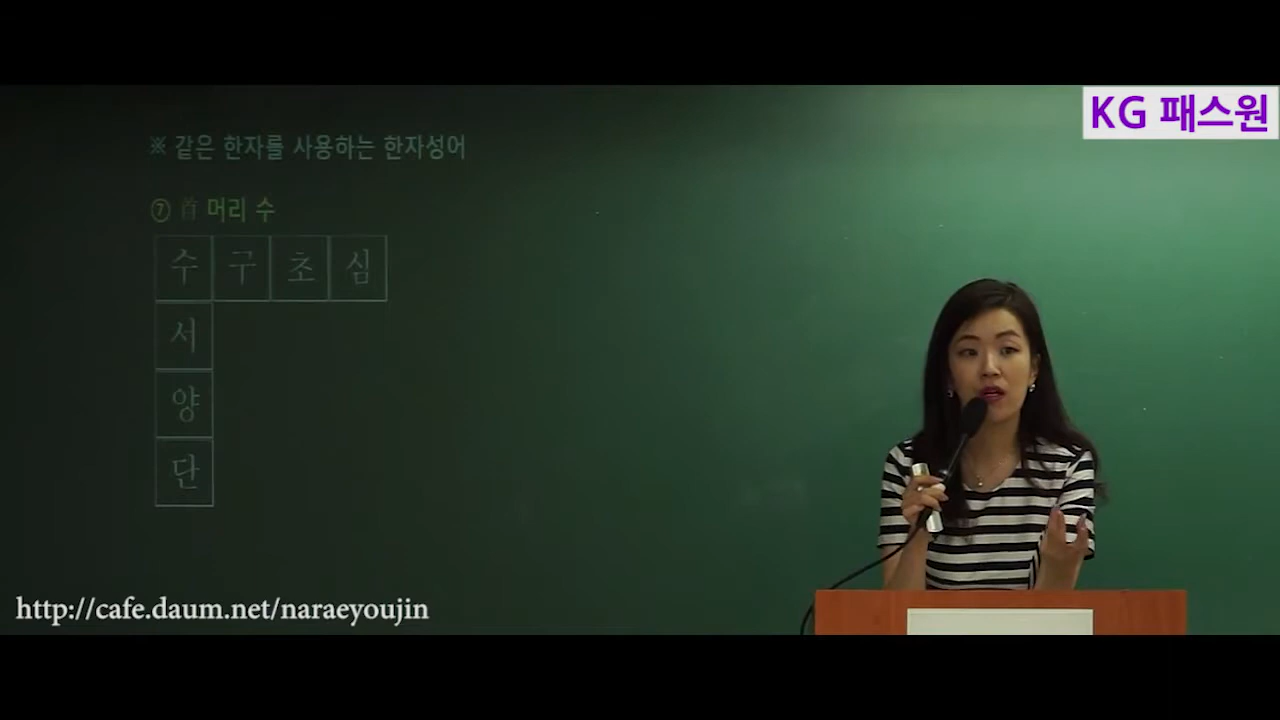 KG 패스원
※ 같은 한자를 사용하는 한자성어
⑦ 首 머리 수
수구초심
서
양
단
http://cafe.daum.net/naraeyoujin